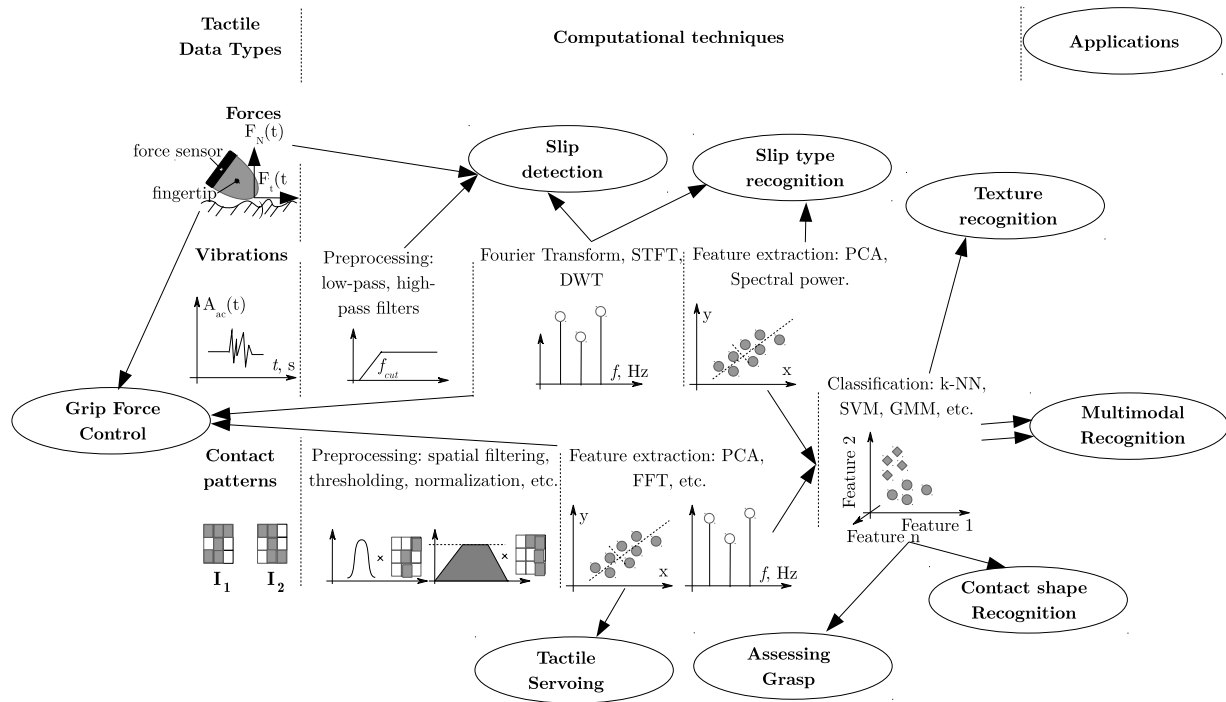 Tactile
Data Types
Computational techniques
Applications
Forces
F_N(t)
force sensor
F_t(t
fingertip
Slip
detection
Slip type
recognition
Texture
recognition
Vibrations
A_ac(t)
t, s
Preprocessing:
low-pass, high-
pass filters
f_cut
Fourier Transform, STFT,
DWT
f, Hz
Feature extraction: PCA,
Spectral power.
y
x
Classification: k-NN,
SVM, GMM, etc.
Feature 2
Feature 1
Feature n
Multimodal
Recognition
Grip Force
Control
Contact
patterns
I_1
I_2
Preprocessing: spatial filtering,
thresholding, normalization, etc.
×
×
Feature extraction: PCA,
FFT, etc.
y
x
f, Hz
Contact shape
Recognition
Tactile
Servoing
Assessing
Grasp